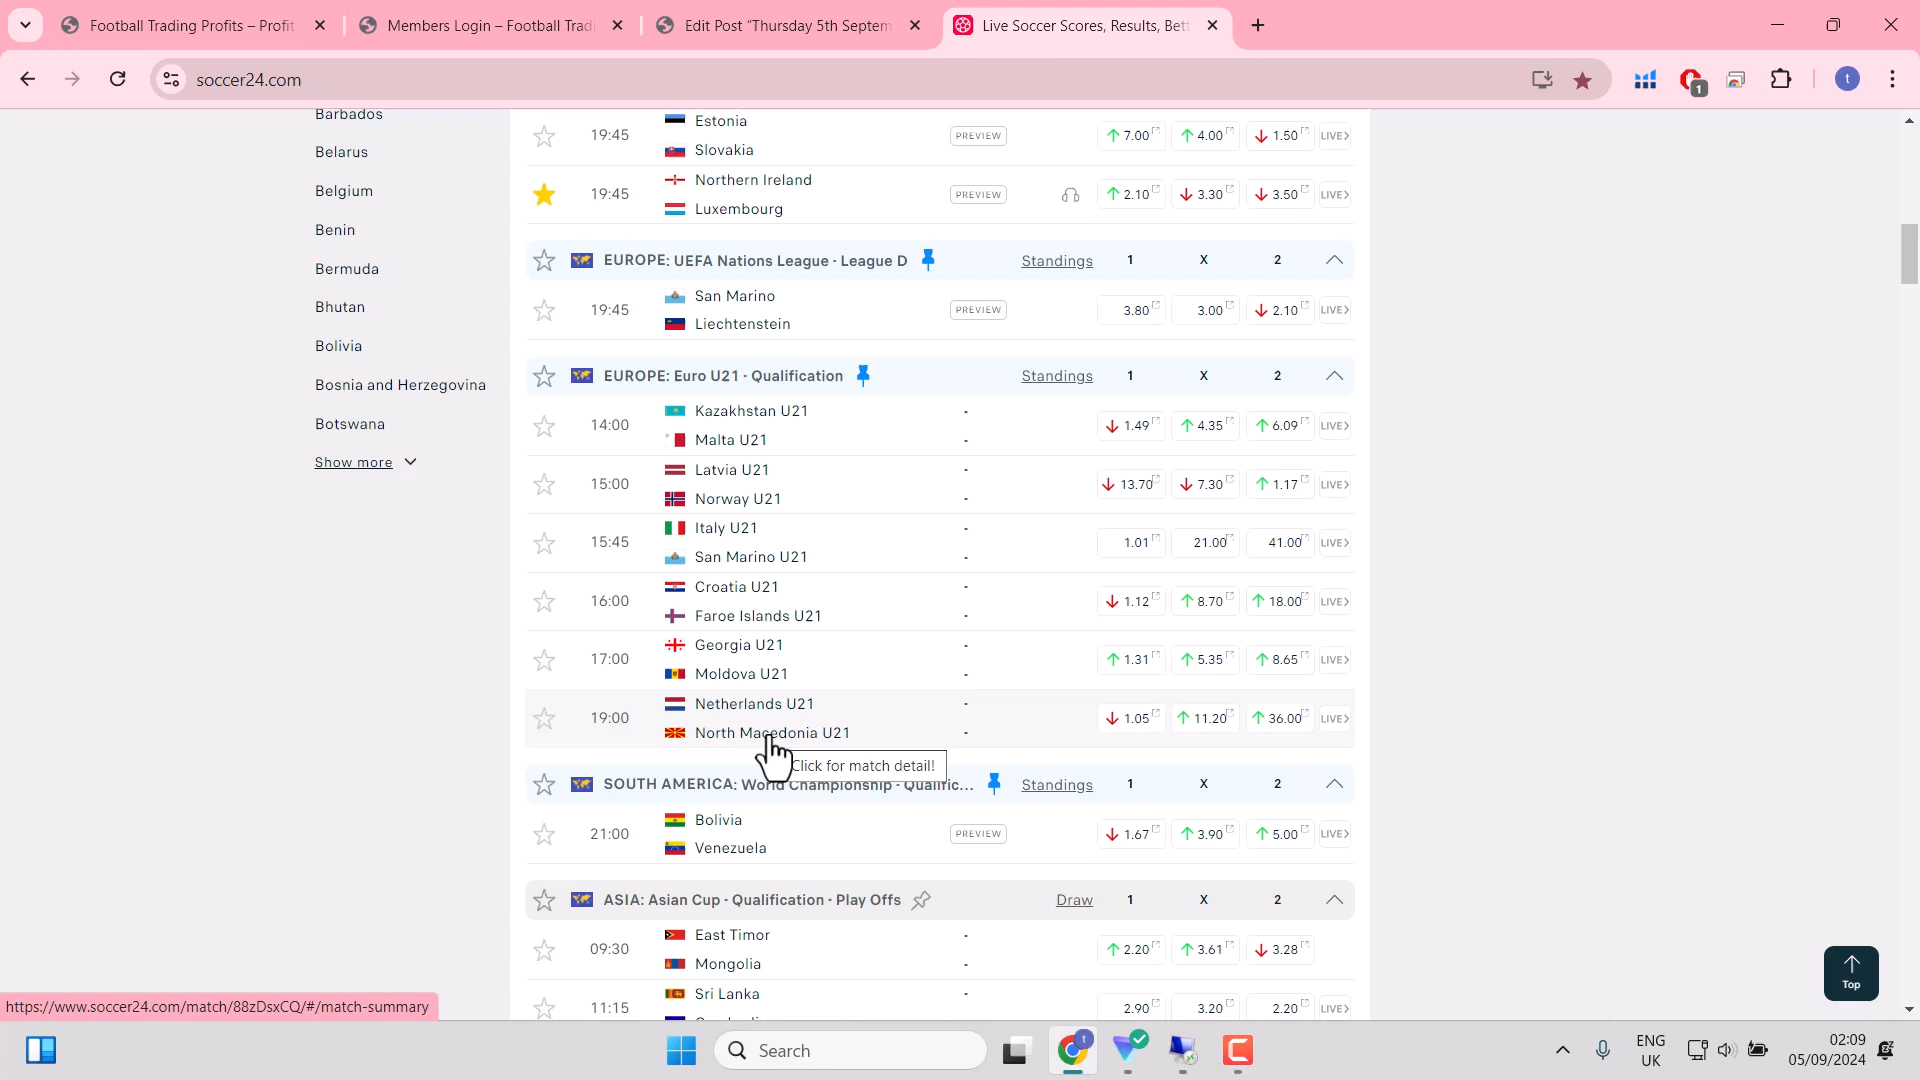 Football Trading Profits – Profit
Members Login – Football Tradi
Edit Post “Thursday 5th Septem
Live Soccer Scores, Results, Bett
soccer24.com
1
t
Barbados
Belarus
Belgium
Benin
Bermuda
Bhutan
Bolivia
Bosnia and Herzegovina
Botswana
Show more
19:45 Estonia PREVIEW 7.00 4.00 1.50 LIVE
Slovakia
19:45 Northern Ireland PREVIEW 2.10 3.30 3.50 LIVE
Luxembourg
EUROPE: UEFA Nations League - League D Standings 1 X 2
19:45 San Marino PREVIEW 3.80 3.00 2.10 LIVE
Liechtenstein
EUROPE: Euro U21 - Qualification Standings 1 X 2
14:00 Kazakhstan U21 - 1.49 4.35 6.09 LIVE
Malta U21 -
15:00 Latvia U21 - 13.70 7.30 1.17 LIVE
Norway U21 -
15:45 Italy U21 - 1.01 21.00 41.00 LIVE
San Marino U21 -
16:00 Croatia U21 - 1.12 8.70 18.00 LIVE
Faroe Islands U21 -
17:00 Georgia U21 - 1.31 5.35 8.65 LIVE
Moldova U21 -
19:00 Netherlands U21 - 1.05 11.20 36.00 LIVE
North Macedonia U21 -
Click for match detail!
SOUTH AMERICA: World Championship - Qualific... Standings 1 X 2
21:00 Bolivia PREVIEW 1.67 3.90 5.00 LIVE
Venezuela
ASIA: Asian Cup - Qualification - Play Offs Draw 1 X 2
09:30 East Timor - 2.20 3.61 3.28
Mongolia -
11:15 Sri Lanka - 2.90 3.20 2.20 LIVE
Top
https://www.soccer24.com/match/88zDsxCQ/#/match-summary
Search
t
ENG
UK
02:09
05/09/2024